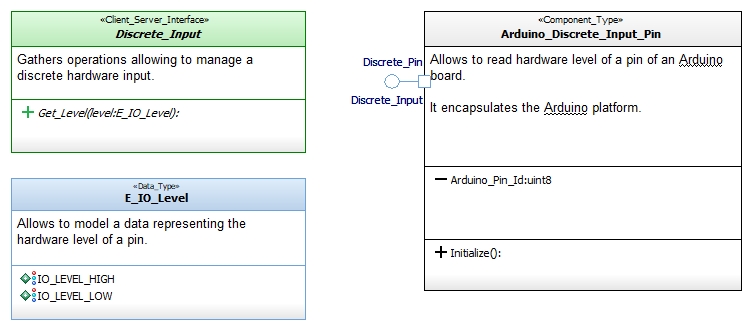 «Client_Server_Interface»
Discrete_Input
Gathers operations allowing to manage a
discrete hardware input.
+ Get_Level(level:E_IO_Level):
«Data_Type»
E_IO_Level
Allows to model a data representing the
hardware level of a pin.
IO_LEVEL_HIGH
IO_LEVEL_LOW
Discrete_Pin
Discrete_Input
«Component_Type»
Arduino_Discrete_Input_Pin
Allows to read hardware level of a pin of an Arduino
board.
It encapsulates the Arduino platform.
− Arduino_Pin_Id:uint8
+ Initialize():